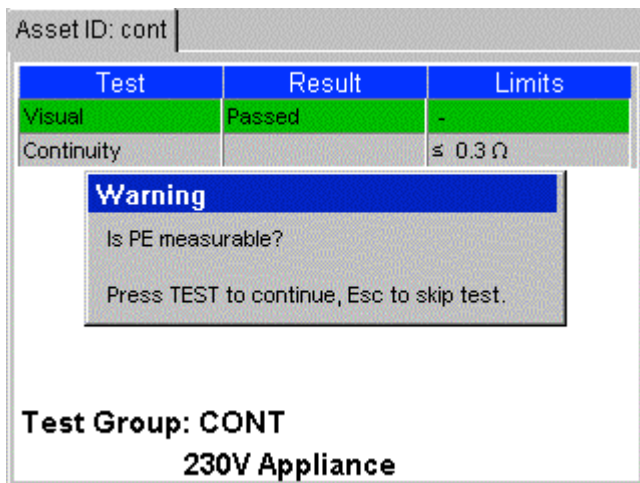 Asset ID: cont
Test Result Limits
Visual Passed -
Continuity ≤ 0.3 Ω
Warning
Is PE measurable?
Press TEST to continue, Esc to skip test.
Test Group: CONT
230V Appliance